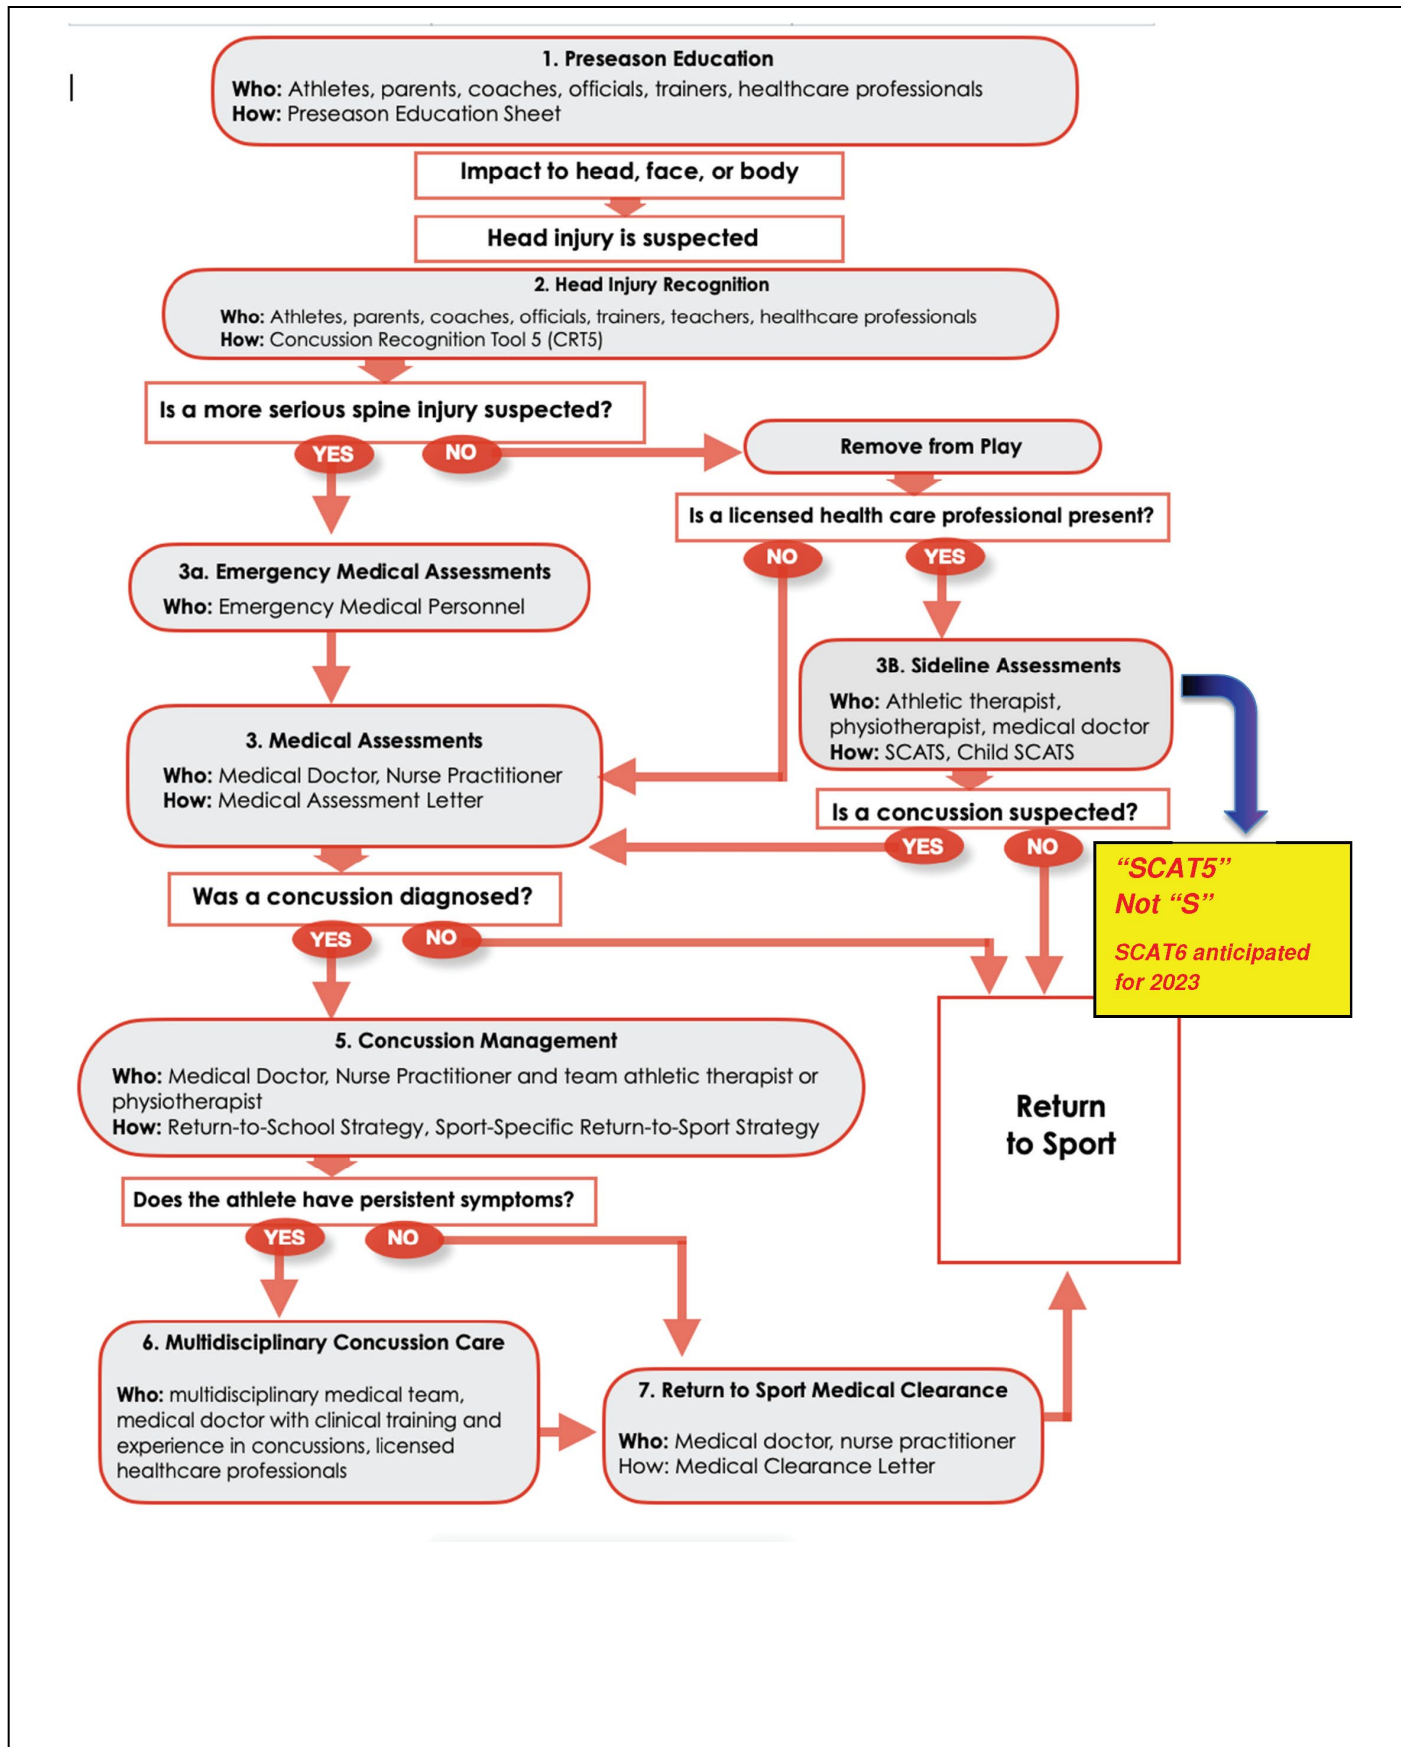 1. Preseason Education
Who: Athletes, parents, coaches, officials, trainers, healthcare professionals
How: Preseason Education Sheet
Impact to head, face, or body
Head injury is suspected
2. Head Injury Recognition
Who: Athletes, parents, coaches, officials, trainers, teachers, healthcare professionals
How: Concussion Recognition Tool 5 (CRT5)
Is a more serious spine injury suspected?
YES
NO
Remove from Play
Is a licensed health care professional present?
NO
YES
3a. Emergency Medical Assessments
Who: Emergency Medical Personnel
3B. Sideline Assessments
Who: Athletic therapist,
physiotherapist, medical doctor
How: SCATS, Child SCATS
3. Medical Assessments
Who: Medical Doctor, Nurse Practitioner
How: Medical Assessment Letter
Is a concussion suspected?
YES
NO
“SCAT5”
Not “S”
SCAT6 anticipated
for 2023
Was a concussion diagnosed?
YES
NO
5. Concussion Management
Who: Medical Doctor, Nurse Practitioner and team athletic therapist or
physiotherapist
How: Return-to-School Strategy, Sport-Specific Return-to-Sport Strategy
Return
to Sport
Does the athlete have persistent symptoms?
YES
NO
6. Multidisciplinary Concussion Care
Who: multidisciplinary medical team,
medical doctor with clinical training and
experience in concussions, licensed
healthcare professionals
7. Return to Sport Medical Clearance
Who: Medical doctor, nurse practitioner
How: Medical Clearance Letter